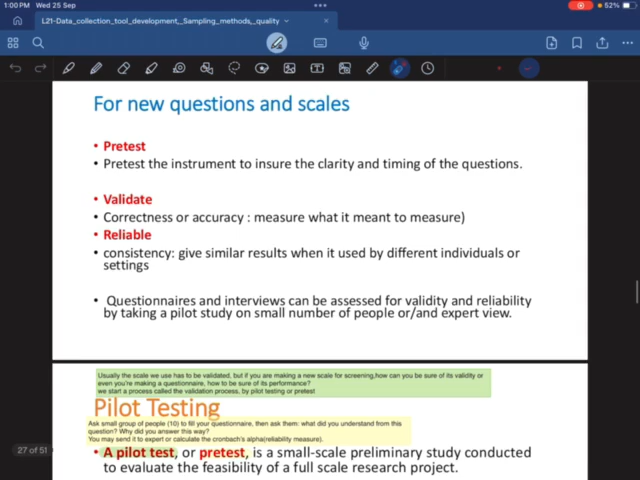 1:00 PM Wed 25 Sep
52%
L21-Data_collection_tool_development,_Sampling_methods,_quality
For new questions and scales
• Pretest
• Pretest the instrument to insure the clarity and timing of the questions.
• Validate
• Correctness or accuracy : measure what it meant to measure)
• Reliable
• consistency: give similar results when it used by different individuals or
settings
• Questionnaires and interviews can be assessed for validity and reliability
by taking a pilot study on small number of people or/and expert view.
Usually the scale we use has to be validated, but if you are making a new scale for screening,how can you be sure of its validity or
even you're making a questionnaire, how to be sure of its performance?
we start a process called the validation process, by pilot testing or pretest
Pilot Testing
Ask small group of people (10) to fill your questionnaire, then ask them: what did you understand from this
question? Why did you answer this way?
You may send it to expert or calculate the cronbach's alpha(reliability measure).
27 of 51
• A pilot test, or pretest, is a small-scale preliminary study conducted
to evaluate the feasibility of a full scale research project.